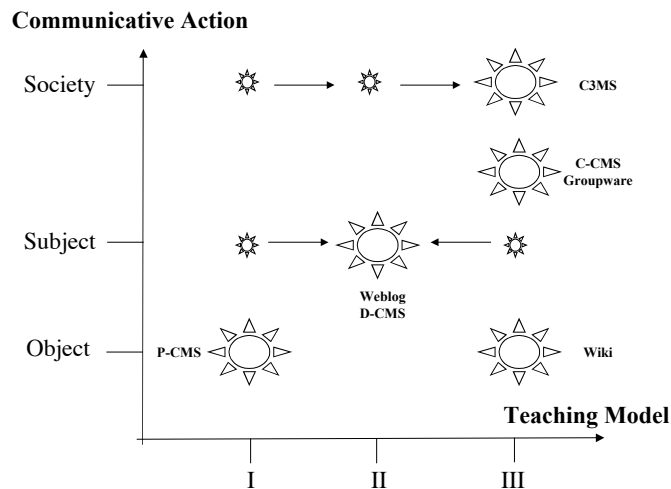 Communicative Action
Society
C3MS
C-CMS
Groupware
Subject
Weblog
D-CMS
Object
P-CMS
Wiki
Teaching Model
I
II
III